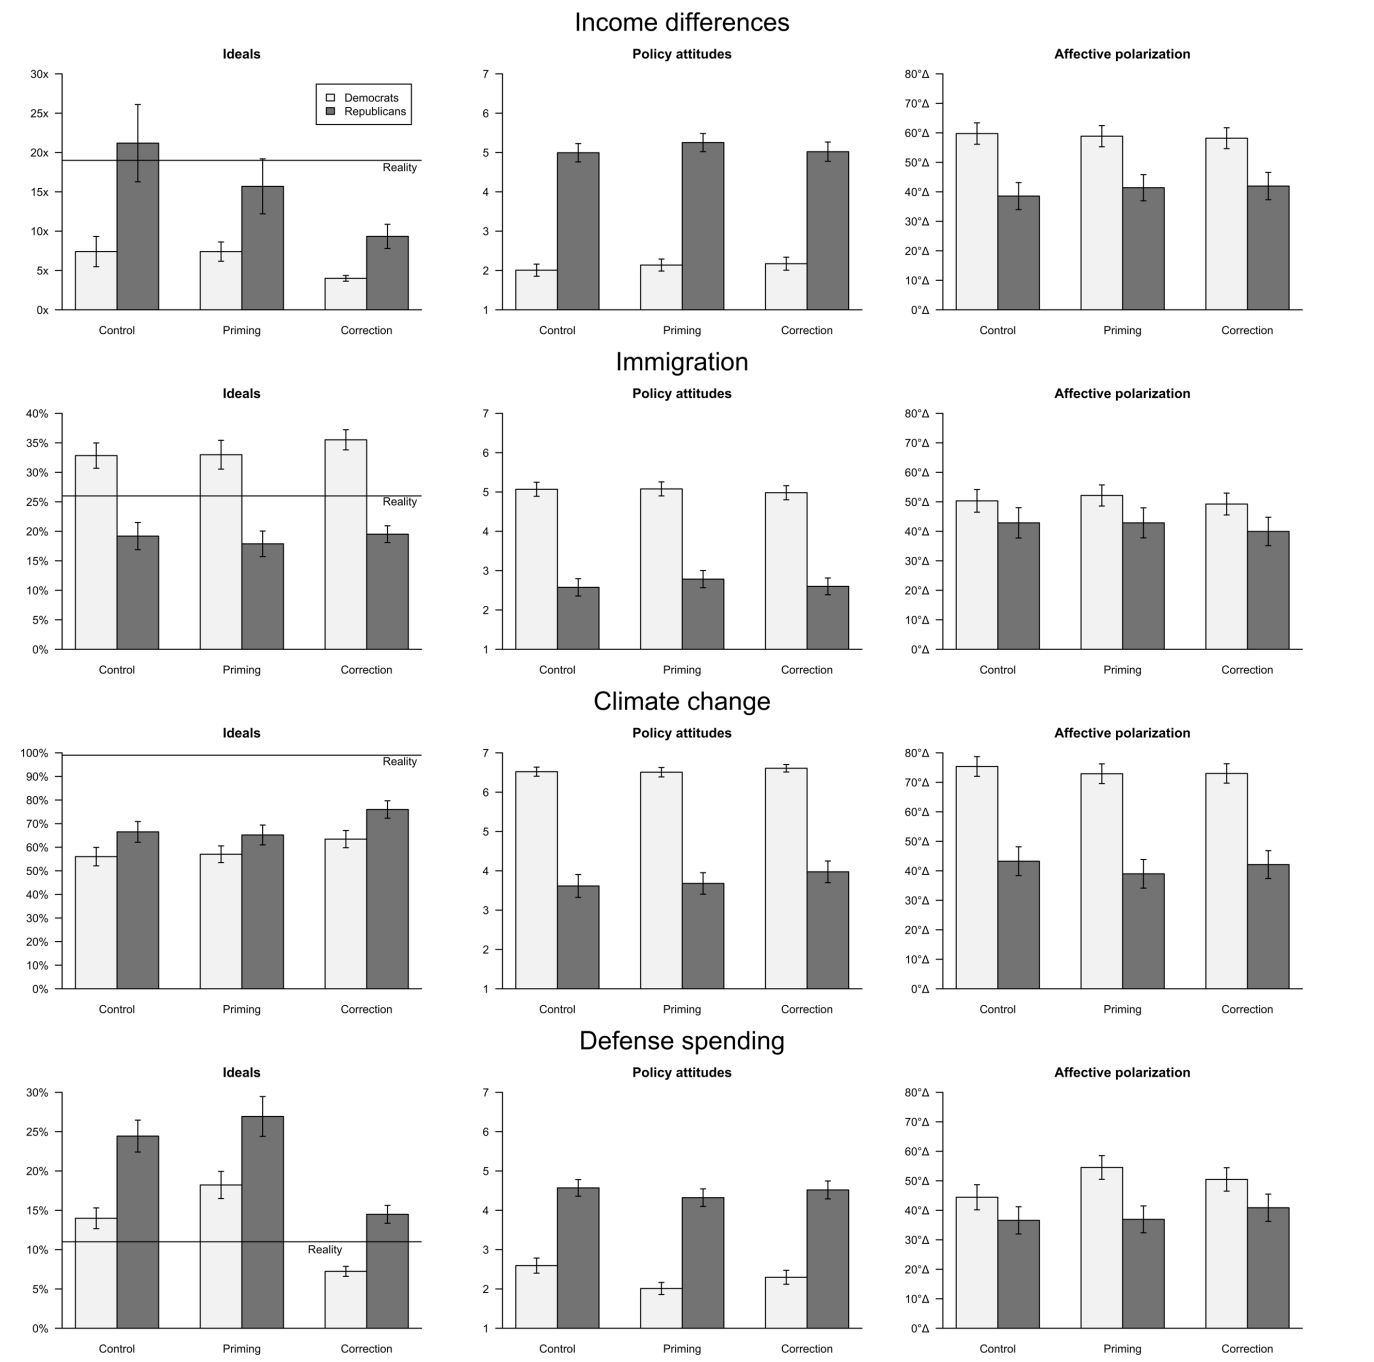 Income differences
Ideals
Policy attitudes
Affective polarization
30x
25x
20x
15x
10x
5x
0x
Democrats
Republicans
Reality
Control
Priming
Correction
7
6
5
4
3
2
1
Control
Priming
Correction
80°Δ
70°Δ
60°Δ
50°Δ
40°Δ
30°Δ
20°Δ
10°Δ
0°Δ
Control
Priming
Correction
Immigration
Ideals
Policy attitudes
Affective polarization
40%
35%
30%
25%
20%
15%
10%
5%
0%
Reality
Control
Priming
Correction
7
6
5
4
3
2
1
Control
Priming
Correction
80°Δ
70°Δ
60°Δ
50°Δ
40°Δ
30°Δ
20°Δ
10°Δ
0°Δ
Control
Priming
Correction
Climate change
Ideals
Policy attitudes
Affective polarization
100%
90%
80%
70%
60%
50%
40%
30%
20%
10%
0%
Reality
Control
Priming
Correction
7
6
5
4
3
2
1
Control
Priming
Correction
80°Δ
70°Δ
60°Δ
50°Δ
40°Δ
30°Δ
20°Δ
10°Δ
0°Δ
Control
Priming
Correction
Defense spending
Ideals
Policy attitudes
Affective polarization
30%
25%
20%
15%
10%
5%
0%
Reality
Control
Priming
Correction
7
6
5
4
3
2
1
Control
Priming
Correction
80°Δ
70°Δ
60°Δ
50°Δ
40°Δ
30°Δ
20°Δ
10°Δ
0°Δ
Control
Priming
Correction